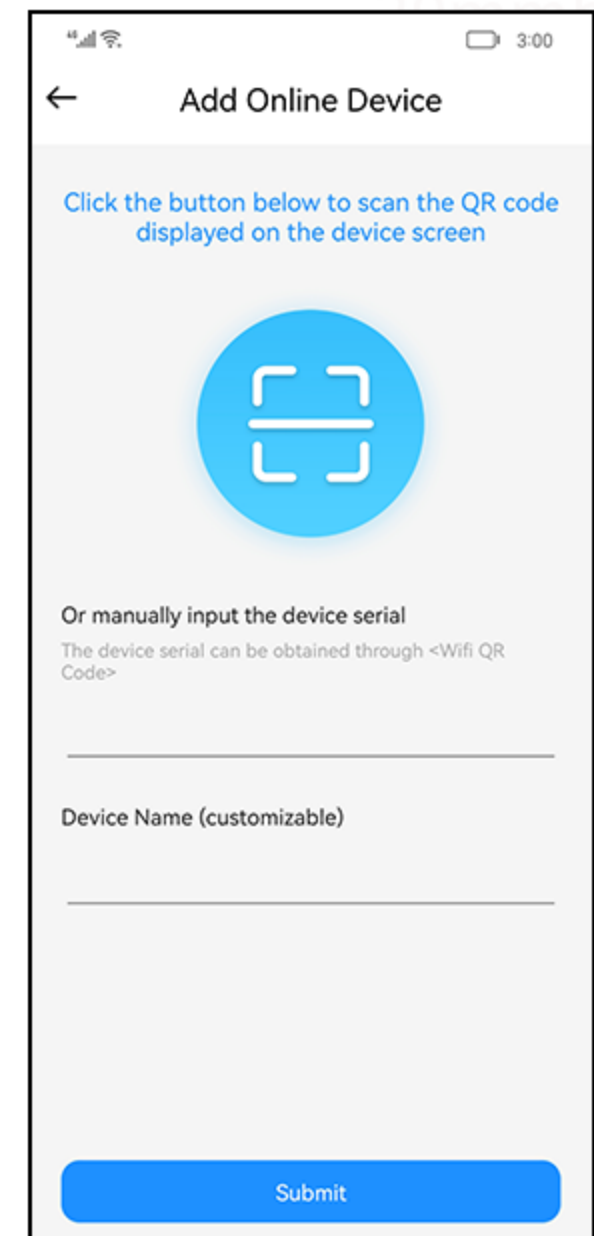 3:00
Add Online Device
Click the button below to scan the QR code
displayed on the device screen
Or manually input the device serial
The device serial can be obtained through <Wifi QR
Code>
Device Name (customizable)
Submit